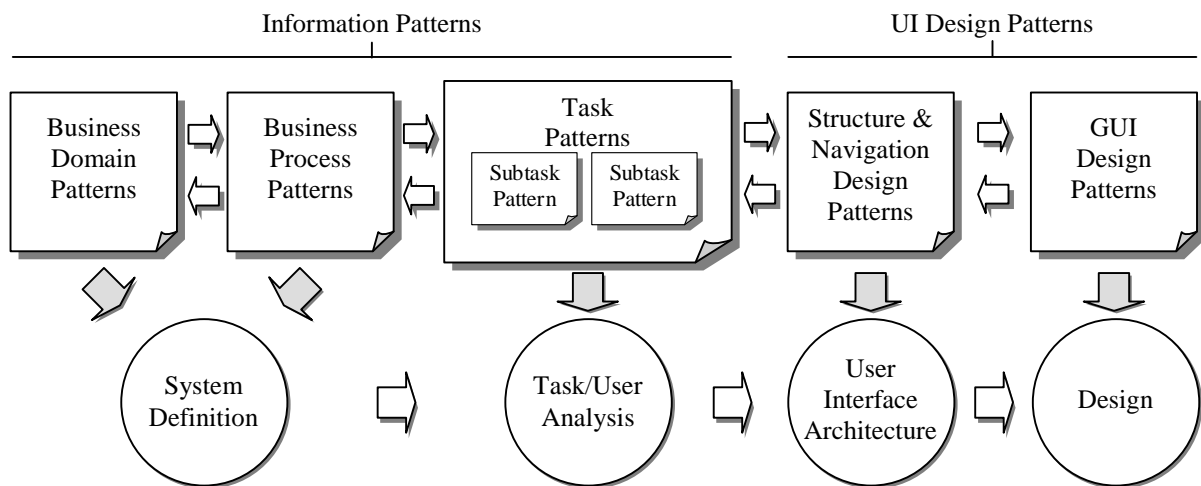 Information Patterns
UI Design Patterns
Business
Domain
Patterns
Business
Process
Patterns
Task
Patterns
Subtask
Pattern
Subtask
Pattern
Structure &
Navigation
Design
Patterns
GUI
Design
Patterns
System
Definition
Task/User
Analysis
User
Interface
Architecture
Design